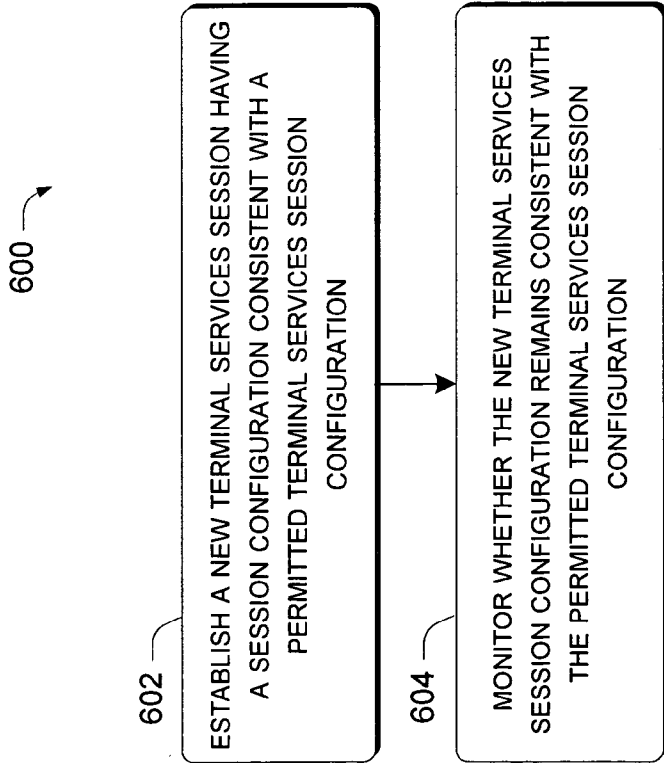 600
602
ESTABLISH A NEW TERMINAL SERVICES SESSION HAVING
A SESSION CONFIGURATION CONSISTENT WITH A
PERMITTED TERMINAL SERVICES SESSION
CONFIGURATION
604
MONITOR WHETHER THE NEW TERMINAL SERVICES
SESSION CONFIGURATION REMAINS CONSISTENT WITH
THE PERMITTED TERMINAL SERVICES SESSION
CONFIGURATION